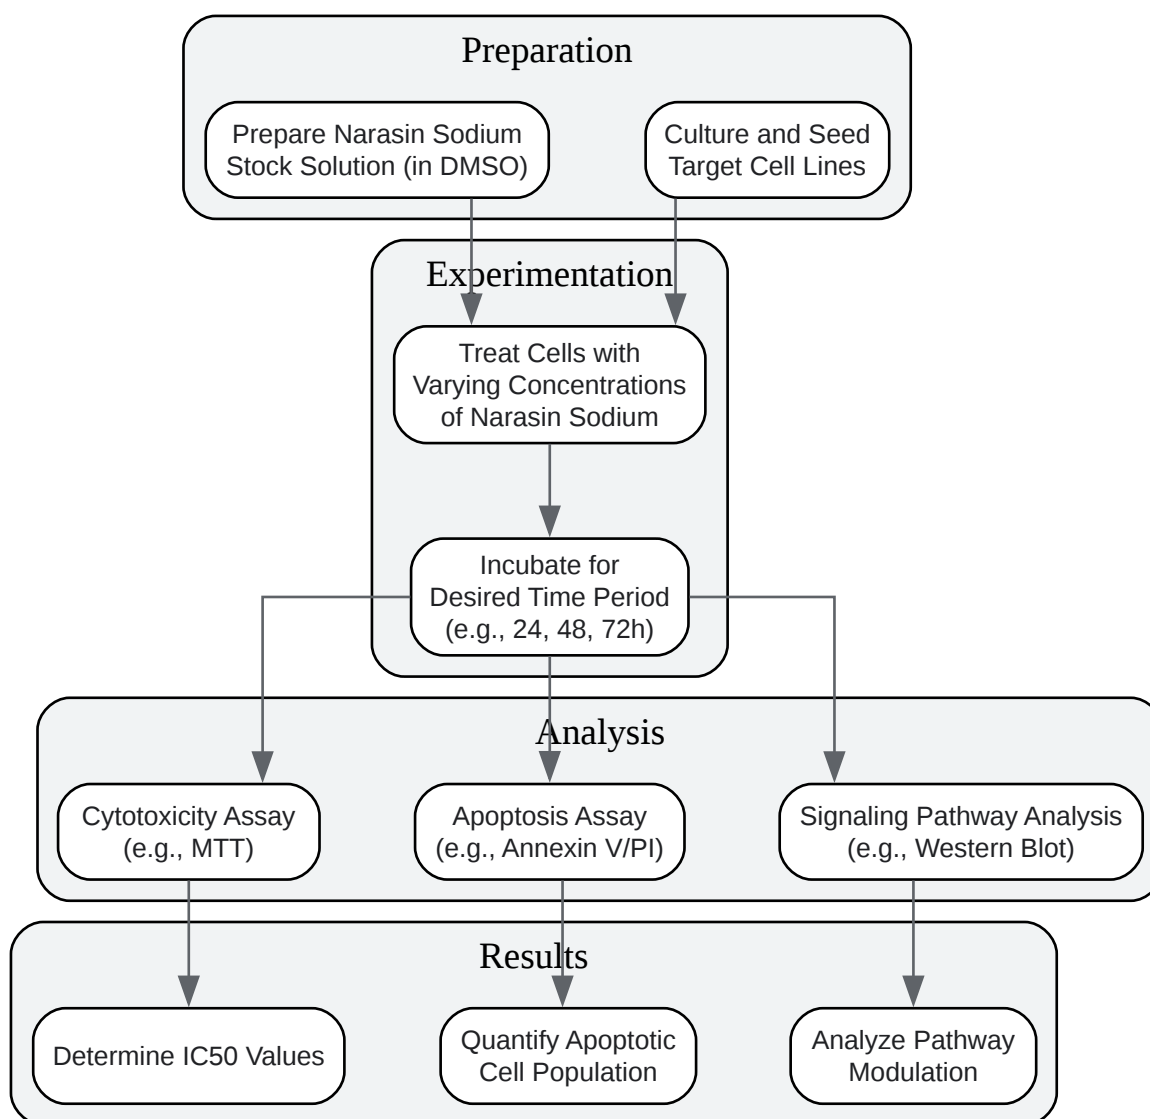 Preparation
Prepare Narasin Sodium
Stock Solution (in DMSO)
Culture and Seed
Target Cell Lines
Experimentation
Treat Cells with
Varying Concentrations
of Narasin Sodium
Incubate for
Desired Time Period
(e.g., 24, 48, 72h)
Analysis
Cytotoxicity Assay
(e.g., MTT)
Apoptosis Assay
(e.g., Annexin V/PI)
Signaling Pathway Analysis
(e.g., Western Blot)
Results
Determine IC50 Values
Quantify Apoptotic
Cell Population
Analyze Pathway
Modulation